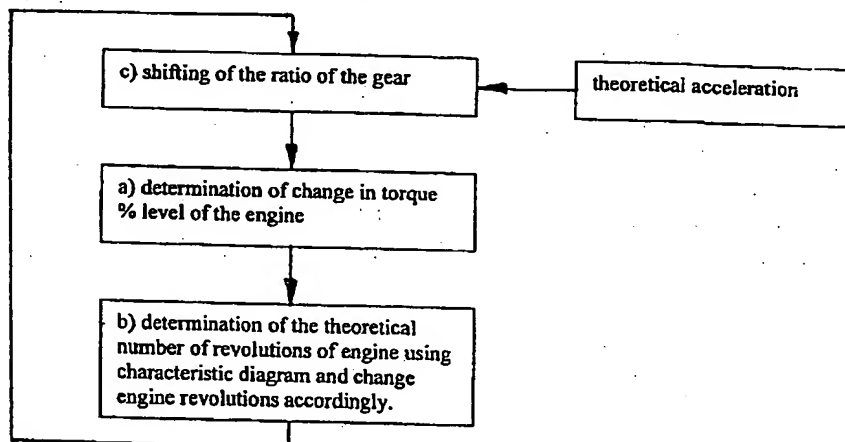 c) shifting of the ratio of the gear
theoretical acceleration
a) determination of change in torque
% level of the engine
b) determination of the theoretical
number of revolutions of engine using
characteristic diagram and change
engine revolutions accordingly.